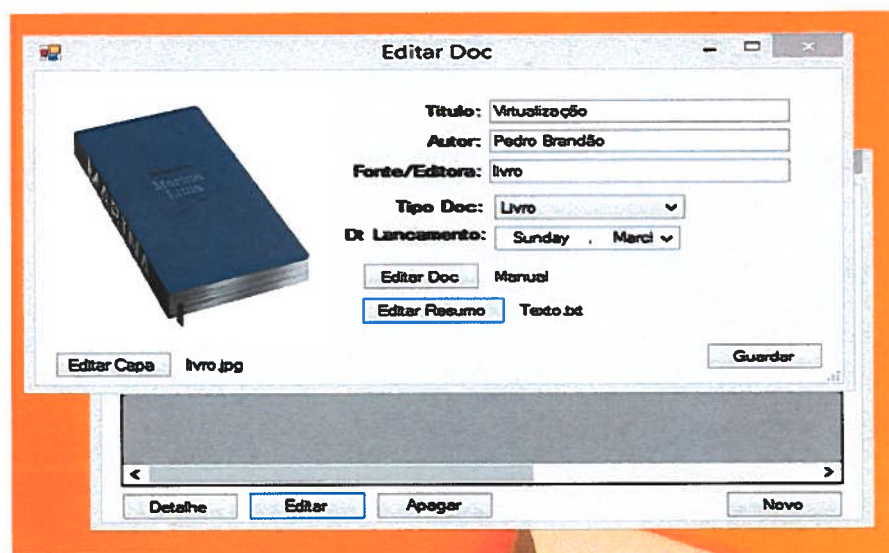 Editar Doc
Titulo: Virtualização
Autor: Pedro Brandão
Fonte/Editora: livro
Tipo Doc: Livro
Dt Lancamento: Sunday , Marcl
Editar Doc Manual
Editar Resumo Texto.txt
Editar Capa livro.jpg
Guardar
Detalhe Editar Apagar Novo